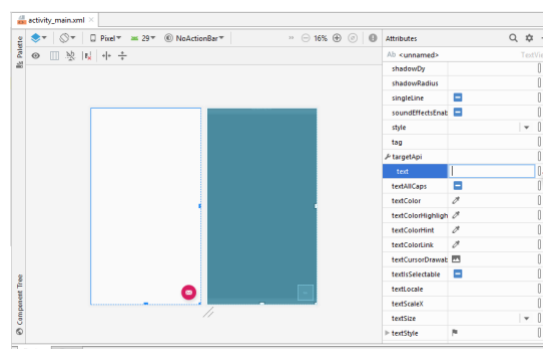 activity_main.xml
Palette
Pixel
29
NoActionBar
16%
Attributes
Ab <unnamed>
shadowDy
shadowRadius
singleLine
soundEffectsEnab
style
tag
targetApi
text
textAllCaps
textColor
textColorHighligh
textColorHint
textColorLink
textCursorDrawab
textIsSelectable
textLocale
textScaleX
textSize
textStyle
Component Tree